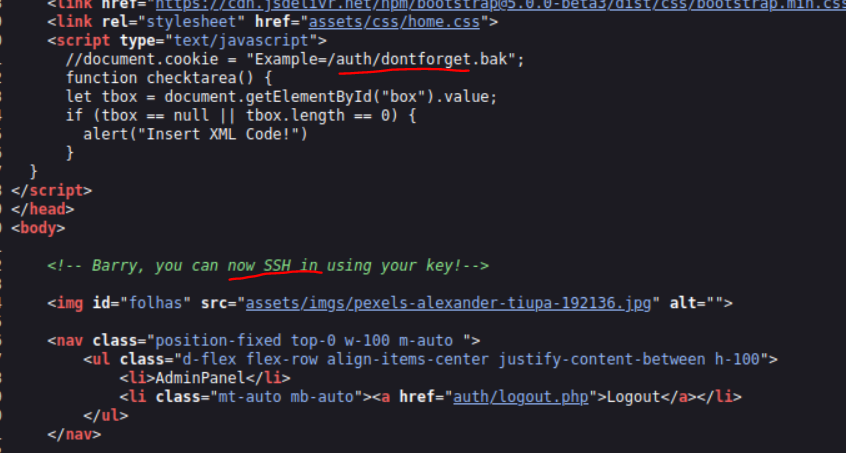 <link href="https://cdn.jsdelivr.net/npm/bootstrap@5.0.0-beta3/dist/css/bootstrap.min.css
<link rel="stylesheet" href="assets/css/home.css">
<script type="text/javascript">
//document.cookie = "Example=/auth/dontforget.bak";
function checktarea() {
let tbox = document.getElementById("box").value;
if (tbox == null || tbox.length == 0) {
alert("Insert XML Code!")
}
}
</script>
</head>
<body>
<!-- Barry, you can now SSH in using your key!-->
<img id="folhas" src="assets/imgs/pexels-alexander-tiupa-192136.jpg" alt="">
<nav class="position-fixed top-0 w-100 m-auto ">
<ul class="d-flex flex-row align-items-center justify-content-between h-100">
<li>AdminPanel</li>
<li class="mt-auto mb-auto"><a href="auth/logout.php">Logout</a></li>
</ul>
</nav>